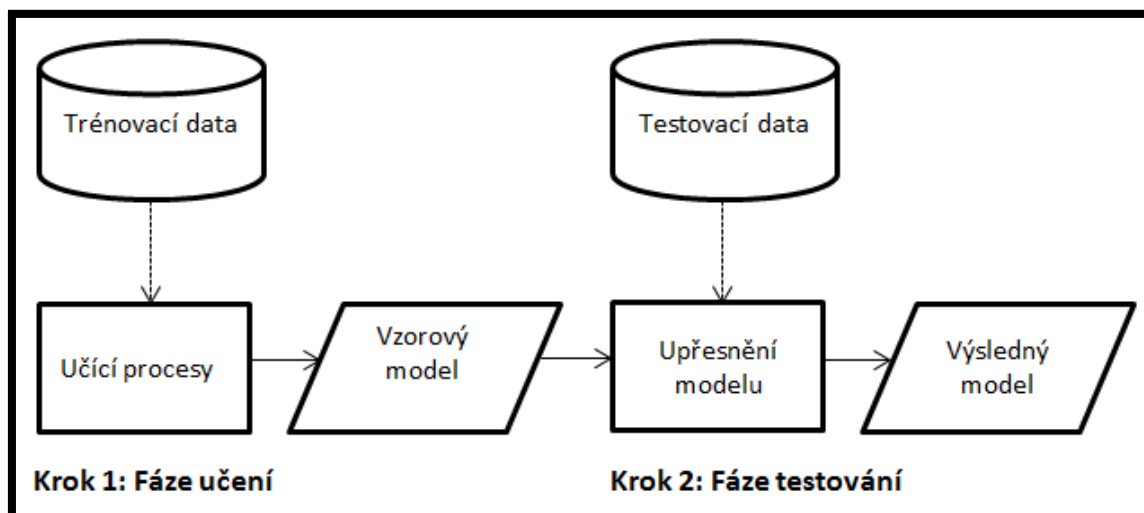 Trénovací data
Testovací data
Učící procesy
Vzorový
model
Upřesnění
modelu
Výsledný
model
Krok 1: Fáze učení
Krok 2: Fáze testování